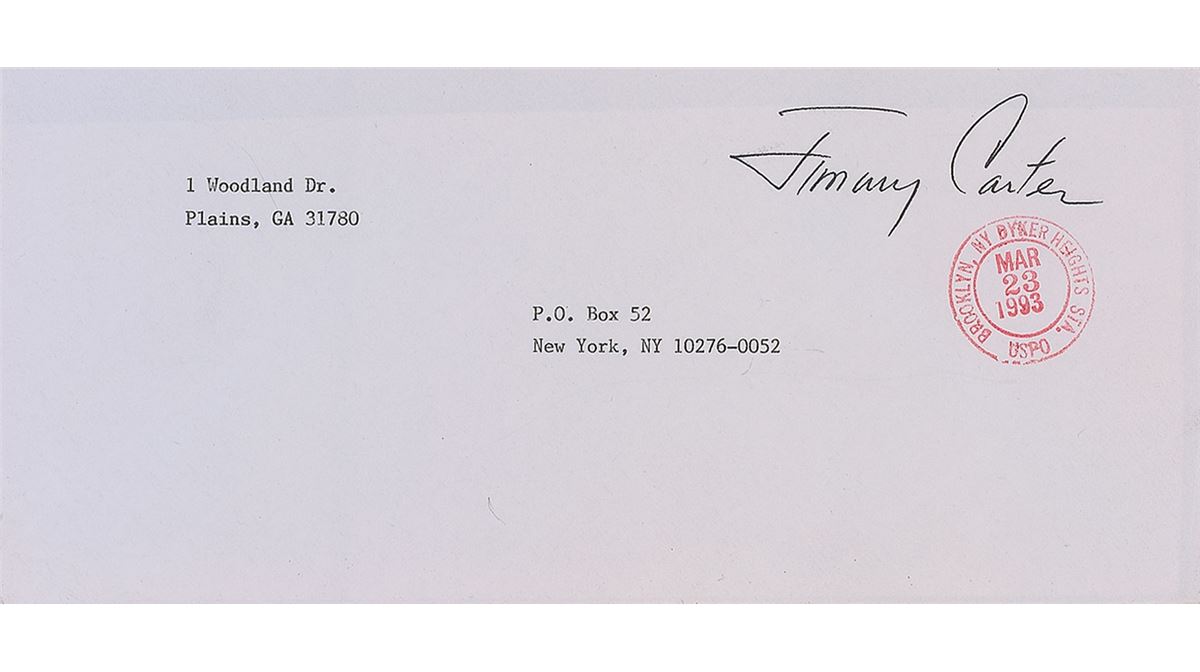 Jimmy Carter
1 Woodland Dr.
Plains, GA 31780
BROOKLYN, NY DYKER HEIGHTS STA.
MAR
23
1993
USPO
P.O. Box 52
New York, NY 10276-0052